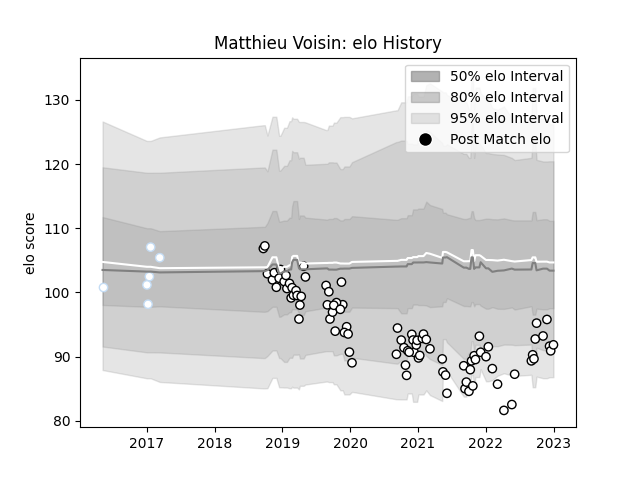 Matthieu Voisin: elo History
50% elo Interval
80% elo Interval
95% elo Interval
Post Match elo
elo score
130
120
110
100
90
80
2017 2018 2019 2020 2021 2022 2023